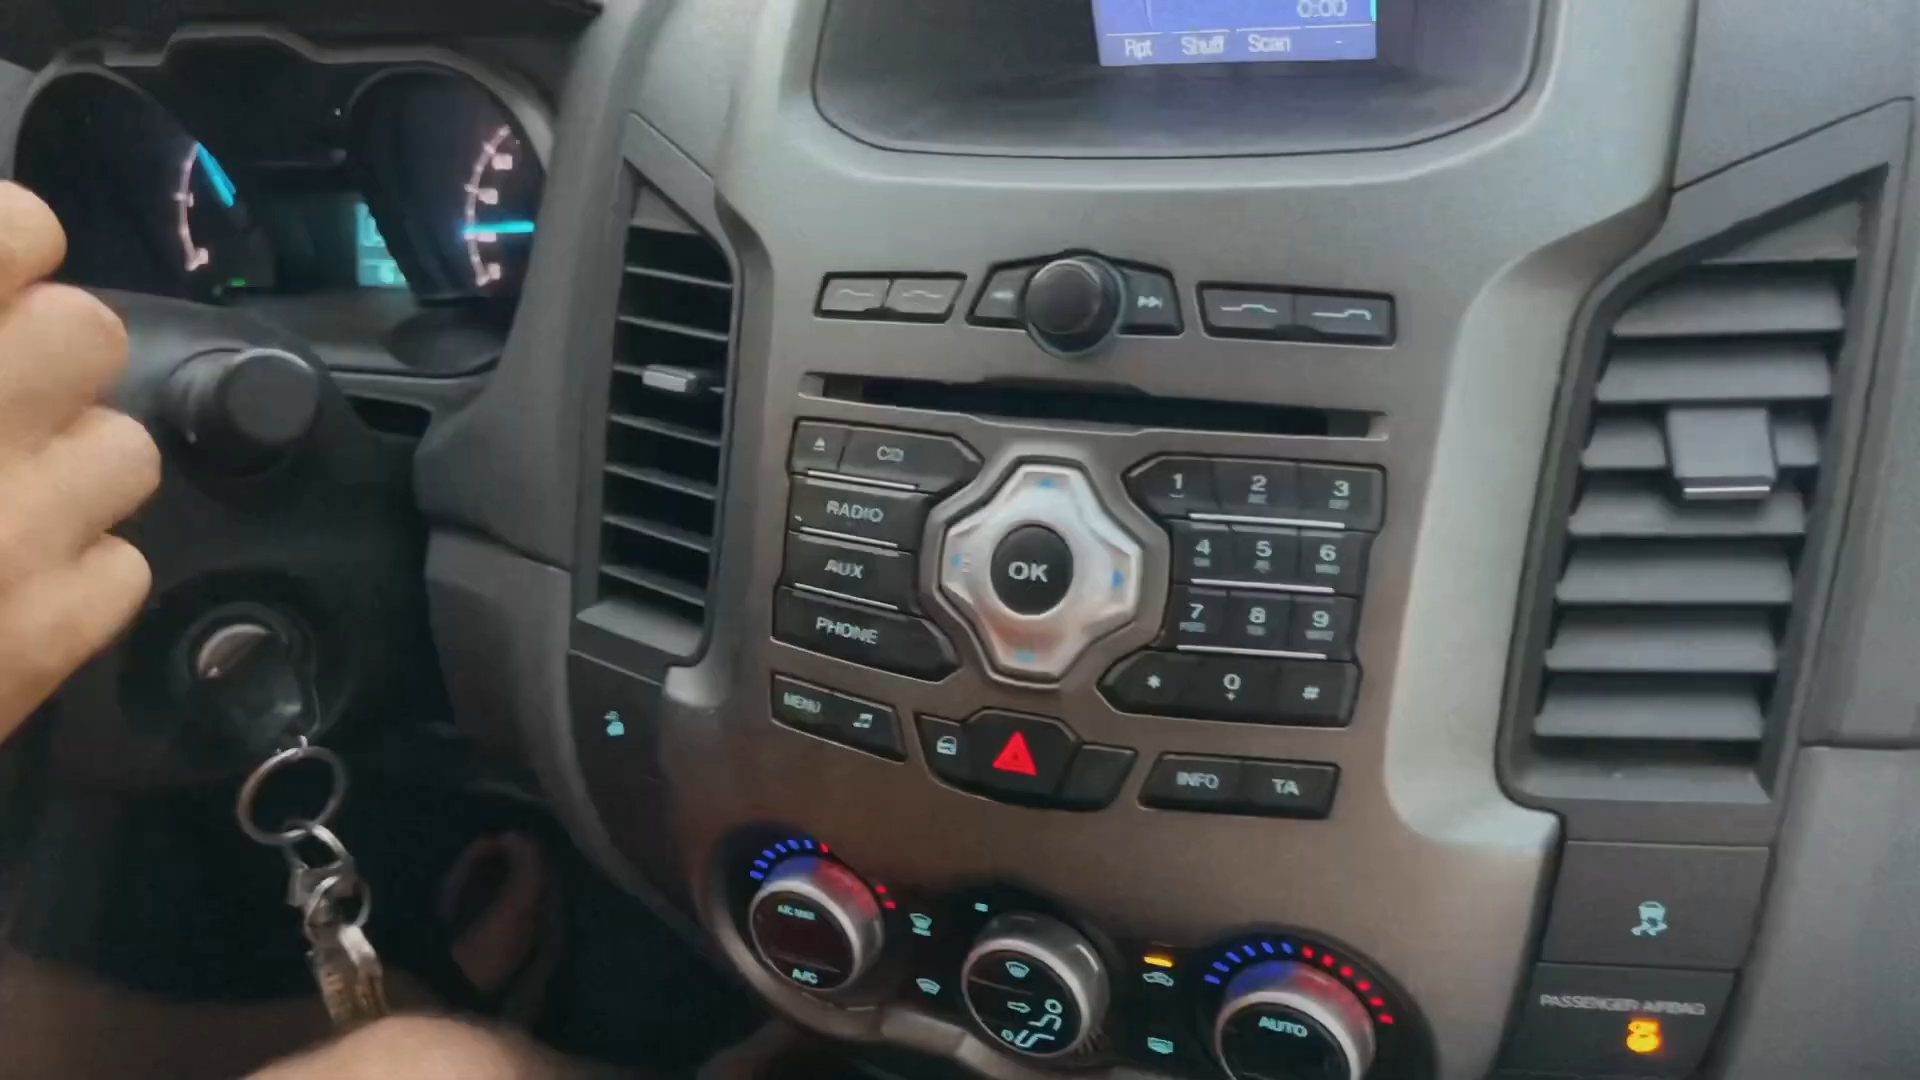 0:00
Rpt Shuff Scan -
1 2 3
RADIO
4 5 6
AUX
OK
7 8 9
PHONE
* 0 #
+
MENU
INFO TA
A/C MAX
A/C
AUTO
PASSENGER AIRBAG